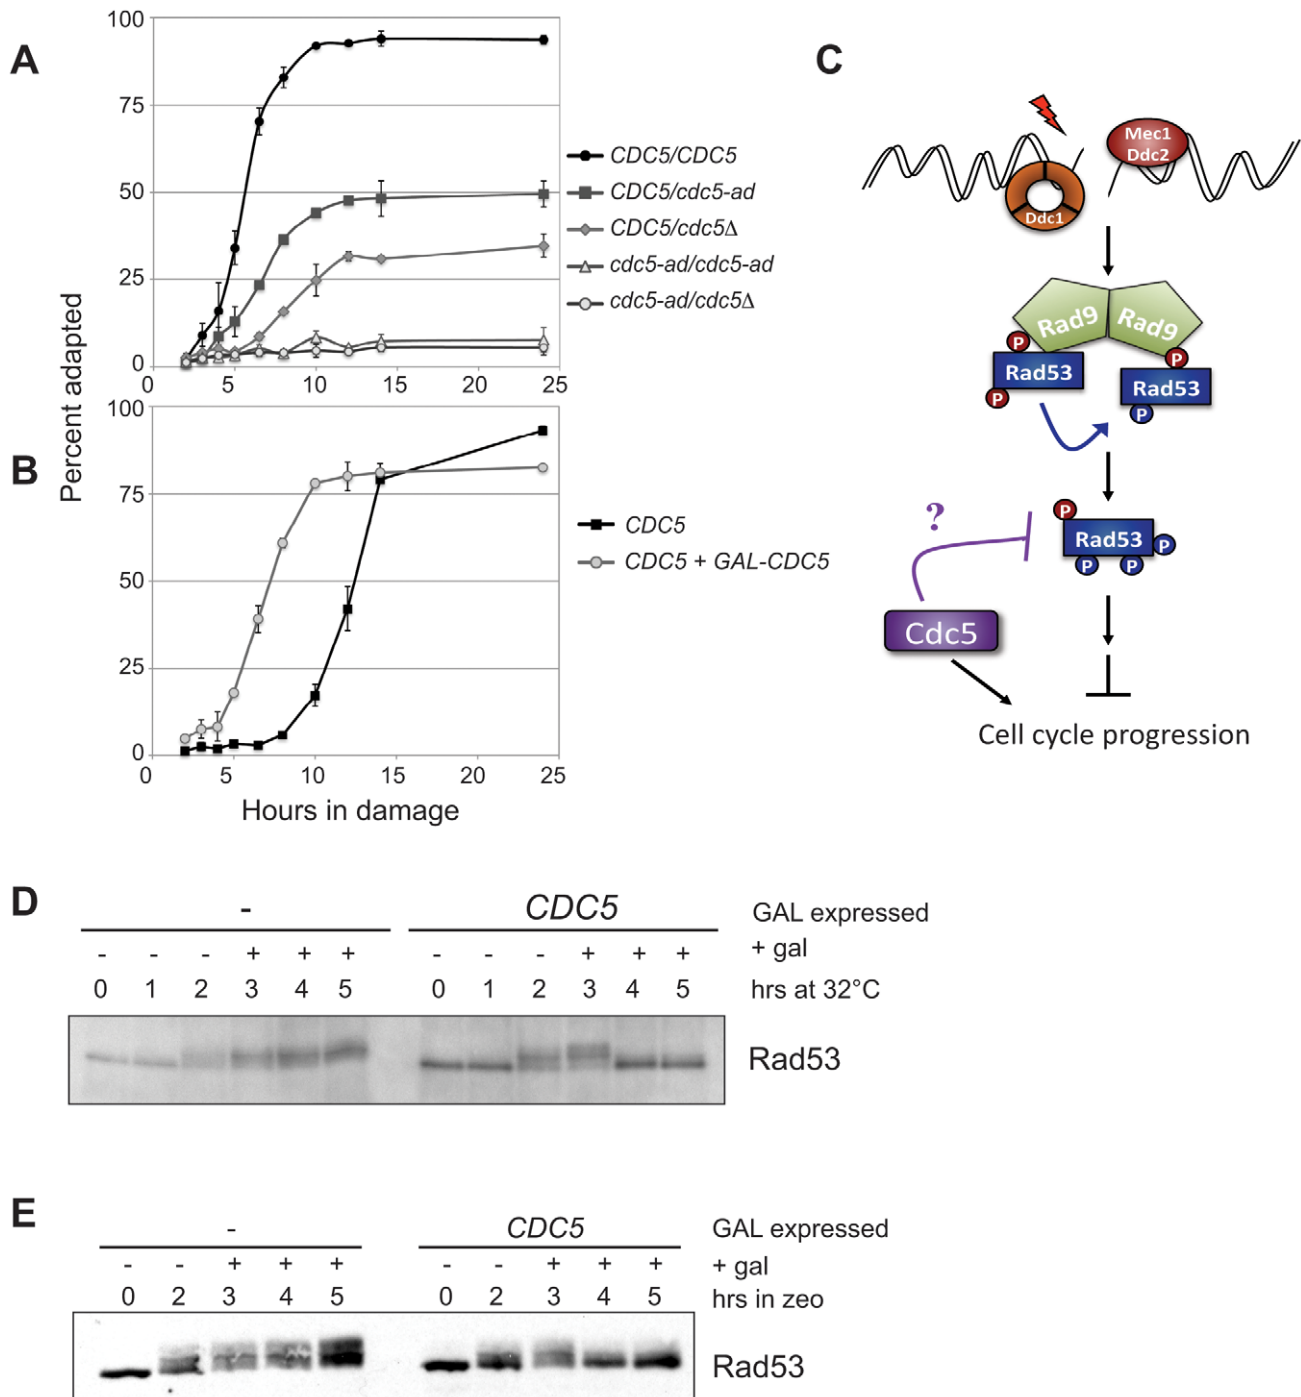 A
Percent adapted
100
75
50
25
0
0 5 10 15 20 25
CDC5/CDC5
CDC5/cdc5-ad
CDC5/cdc5Δ
cdc5-ad/cdc5-ad
cdc5-ad/cdc5Δ
B
100
75
50
25
0
0 5 10 15 20 25
Hours in damage
CDC5
CDC5 + GAL-CDC5
C
Mec1
Ddc2
Ddc1
Rad9 Rad9
P P
Rad53 Rad53
P P
?
P
Rad53 P
P P
Cdc5
Cell cycle progression
D
- CDC5 GAL expressed
- - - + + + - - - + + + + gal
0 1 2 3 4 5 0 1 2 3 4 5 hrs at 32°C
Rad53
E
- CDC5 GAL expressed
- - + + + - - + + + + gal
0 2 3 4 5 0 2 3 4 5 hrs in zeo
Rad53